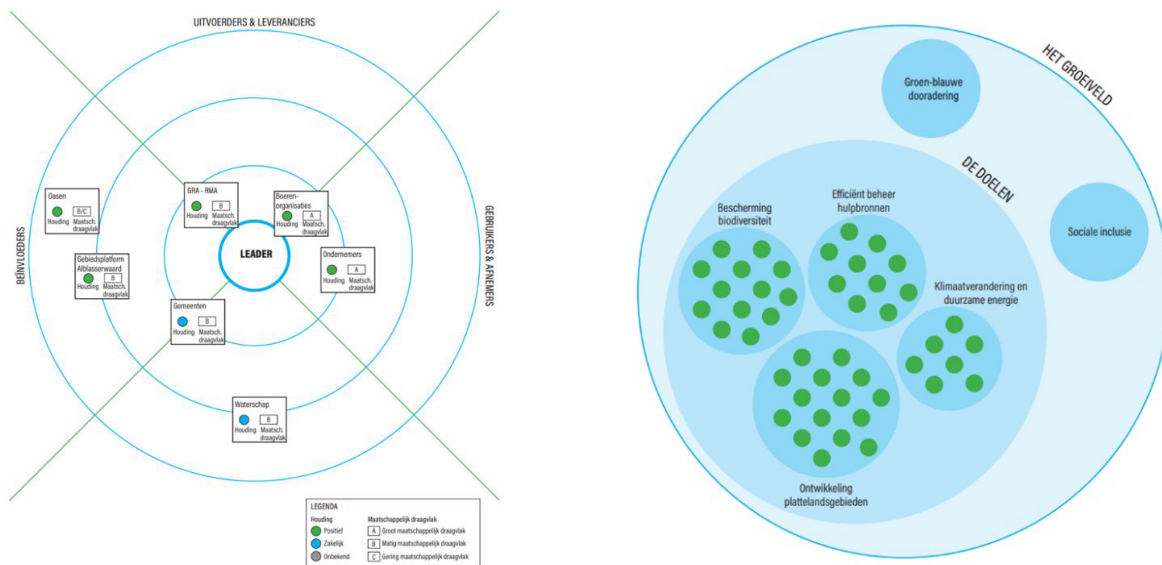 UITVOERDERS & LEVERANCIERS
BEÏNVLOEDERS
GEBRUIKERS & AFNEMERS
Oasen
B/C
Houding
Maatsch.
draagvlak
GRA - RMA
B
Houding
Maatsch.
draagvlak
Boeren-
organisaties
A
Houding
Maatsch.
draagvlak
LEADER
Gebiedsplatform
Alblasserwaard
B
Houding
Maatsch.
draagvlak
Ondernemers
A
Houding
Maatsch.
draagvlak
Gemeenten
B
Houding
Maatsch.
draagvlak
Waterschap
B
Houding
Maatsch.
draagvlak
LEGENDA
Houding
Maatschappelijk draagvlak
Positief
A Groot maatschappelijk draagvlak
Zakelijk
B Matig maatschappelijk draagvlak
Onbekend
C Gering maatschappelijk draagvlak
HET GROEIVELD
Groen-blauwe
dooradering
DE DOELEN
Sociale inclusie
Efficiënt beheer
hulpbronnen
Bescherming
biodiversiteit
Klimaatverandering en
duurzame energie
Ontwikkeling
plattelandsgebieden